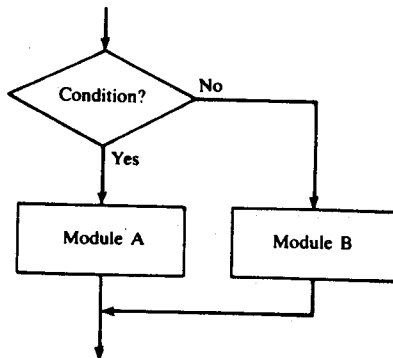 Condition?
No
Yes
Module A
Module B